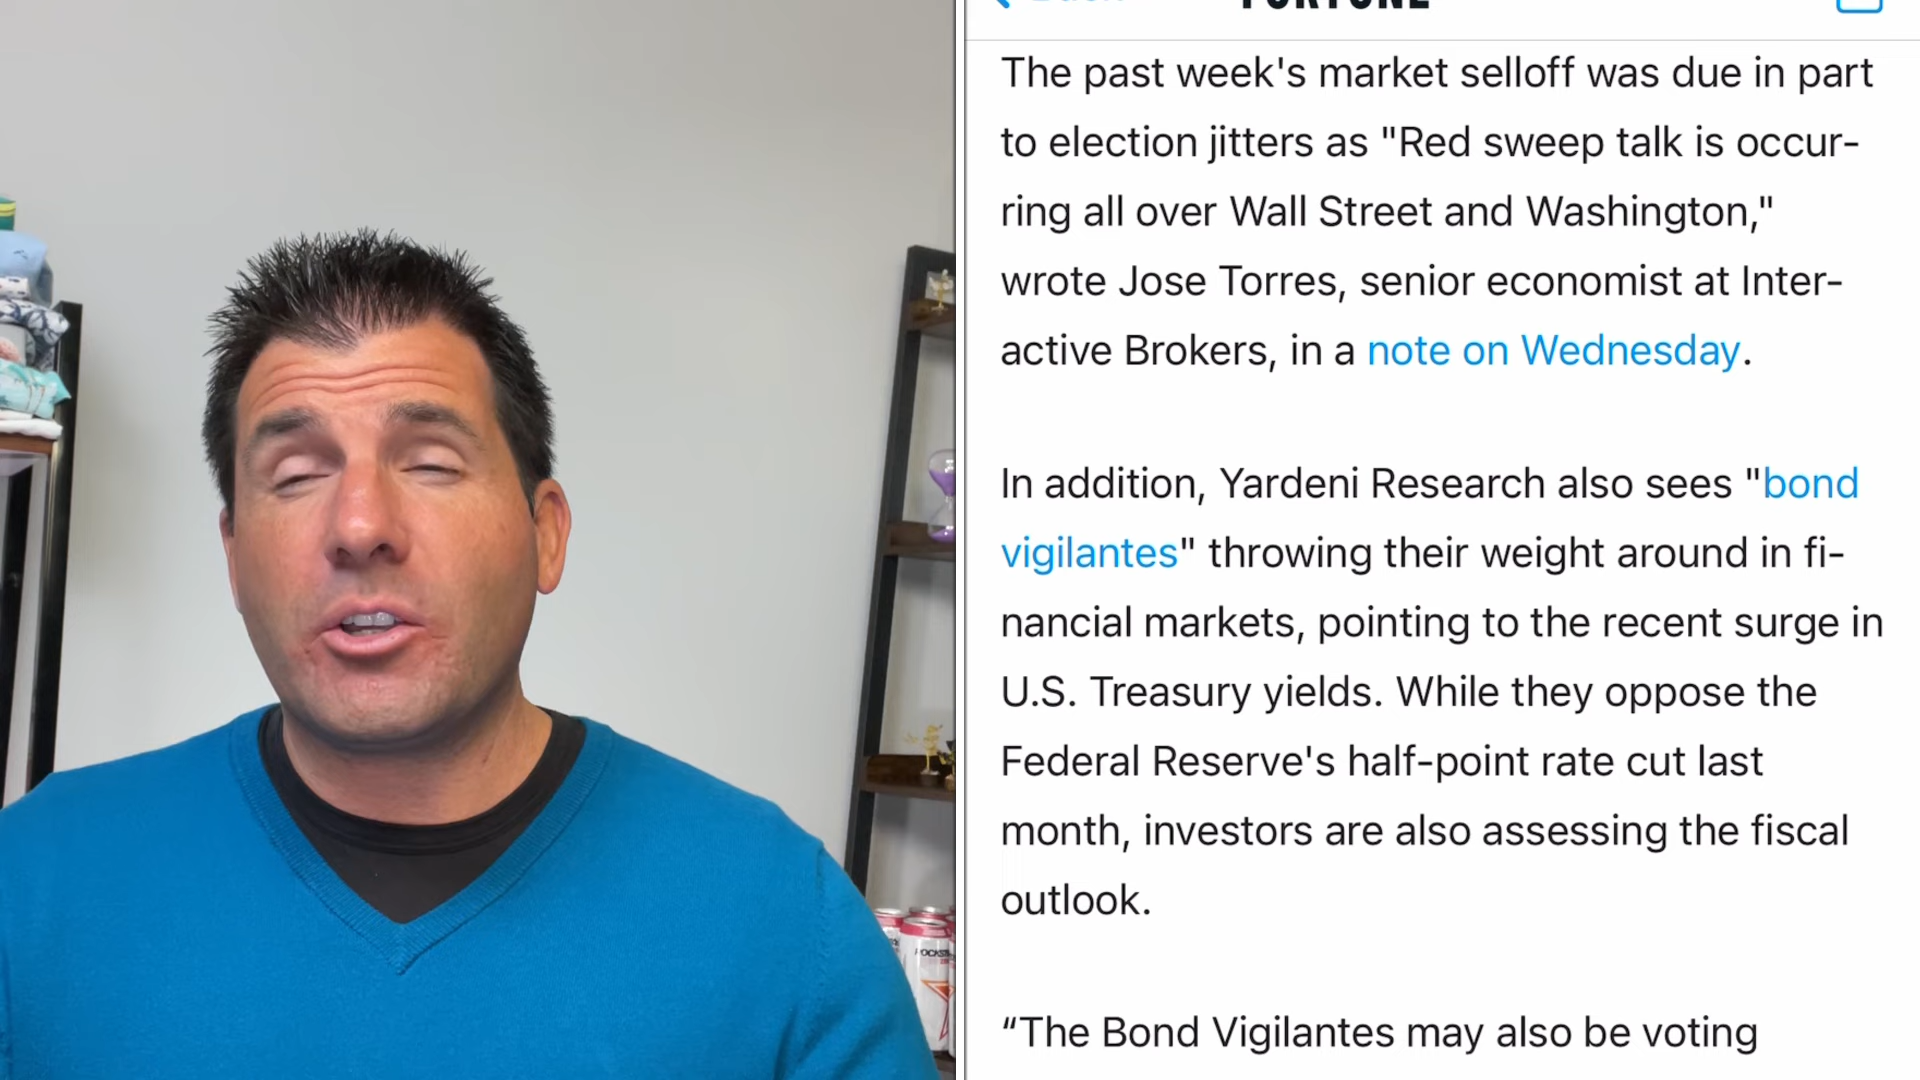 FORTUNE
The past week's market selloff was due in part
to election jitters as "Red sweep talk is occur-
ring all over Wall Street and Washington,"
wrote Jose Torres, senior economist at Inter-
active Brokers, in a note on Wednesday.
In addition, Yardeni Research also sees "bond
vigilantes" throwing their weight around in fi-
nancial markets, pointing to the recent surge in
U.S. Treasury yields. While they oppose the
Federal Reserve's half-point rate cut last
month, investors are also assessing the fiscal
outlook.
“The Bond Vigilantes may also be voting